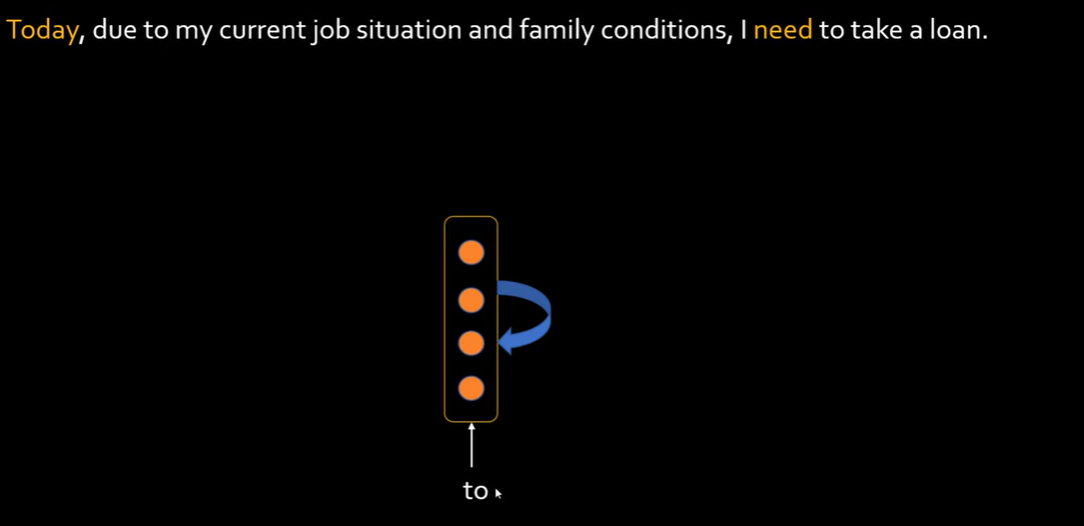 Today, due to my current job situation and family conditions, I need to take a loan.
to